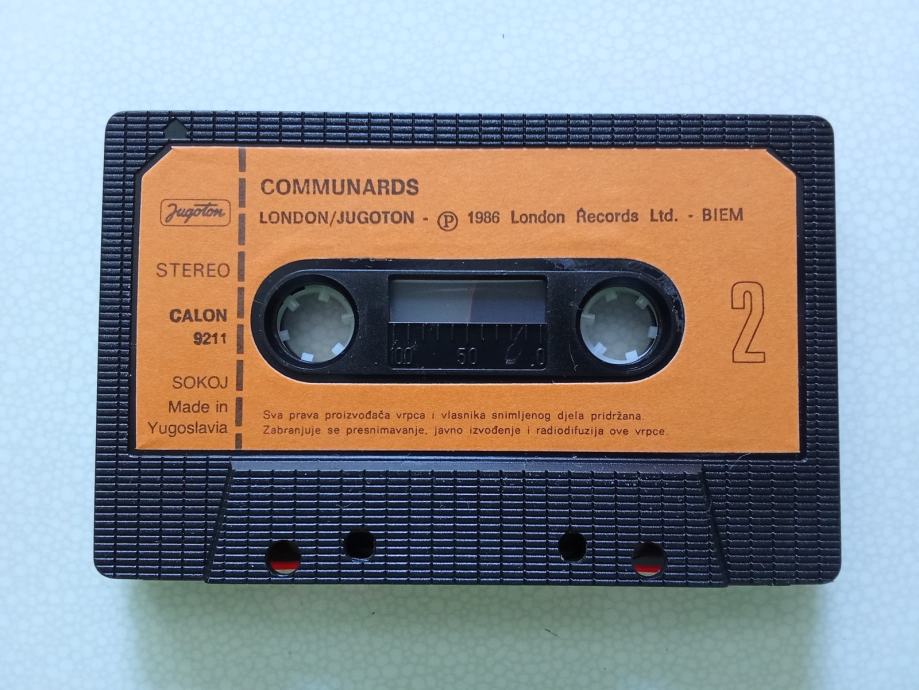 COMMUNARDS
LONDON/JUGOTON - ℗ 1986 London Records Ltd. - BIEM
Jugoton
STEREO
CALON
9211
SOKOJ
Made in
Yugoslavia
2
100 50 0
Sva prava proizvođača vrpca i vlasnika snimljenog djela pridržana.
Zabranjuje se presnimavanje, javno izvođenje i radiodifuzija ove vrpce.